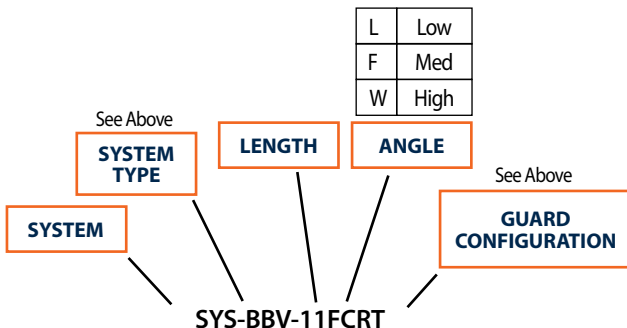 L Low
F Med
W High
See Above
SYSTEM
TYPE
LENGTH
ANGLE
See Above
SYSTEM
GUARD
CONFIGURATION
SYS-BBV-11FCRT